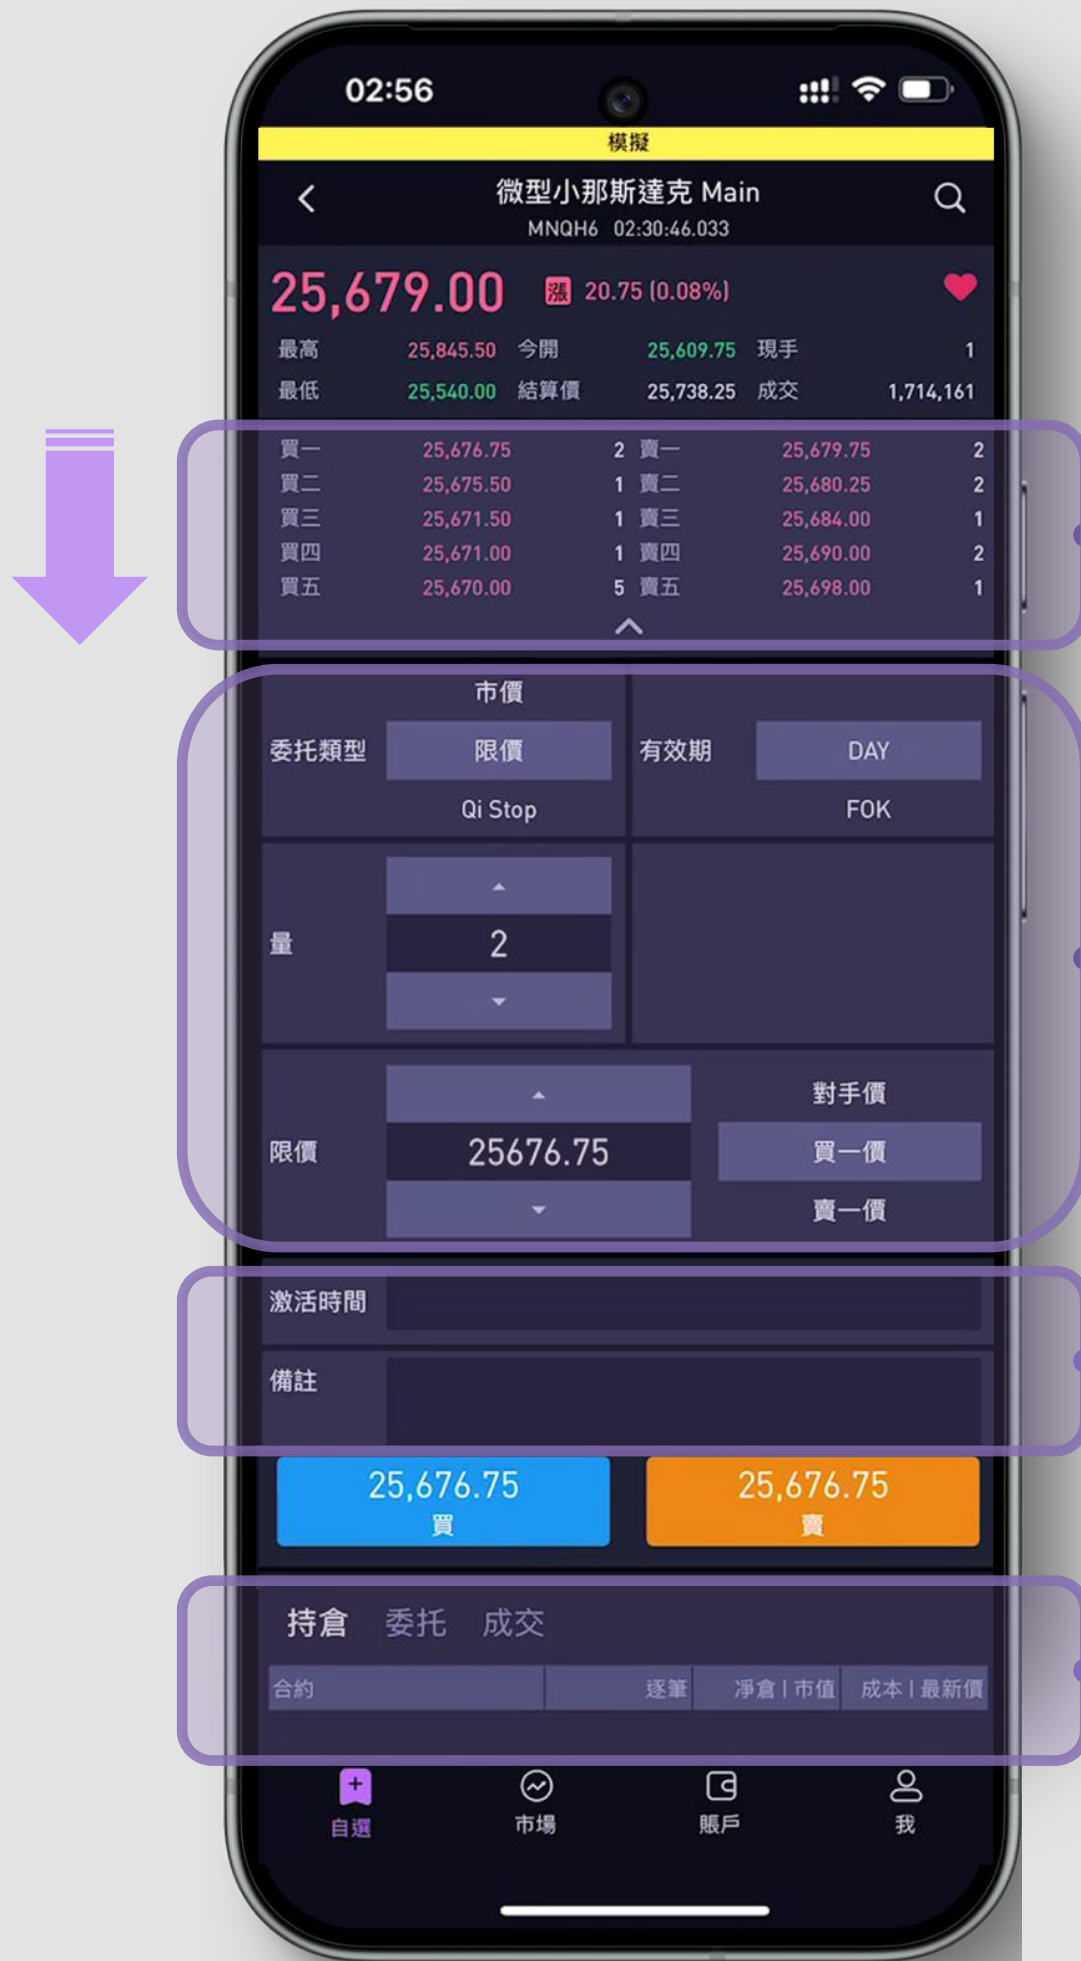 02:56
模擬
微型小那斯達克 Main
MNQH6 02:30:46.033
25,679.00 漲 20.75 (0.08%)
最高 25,845.50 今開 25,609.75 現手 1
最低 25,540.00 結算價 25,738.25 成交 1,714,161
買一 25,676.75 2 賣一 25,679.75 2
買二 25,675.50 1 賣二 25,680.25 2
買三 25,671.50 1 賣三 25,684.00 1
買四 25,671.00 1 賣四 25,690.00 2
買五 25,670.00 5 賣五 25,698.00 1
市價
委托類型 限價 有效期 DAY
Qi Stop FOK
量 2
對手價
限價 25676.75 買一價
賣一價
激活時間
備註
25,676.75 25,676.75
買 賣
持倉 委托 成交
合約 逐筆 凈倉 | 市值 成本 | 最新價
自選 市場 賬戶 我